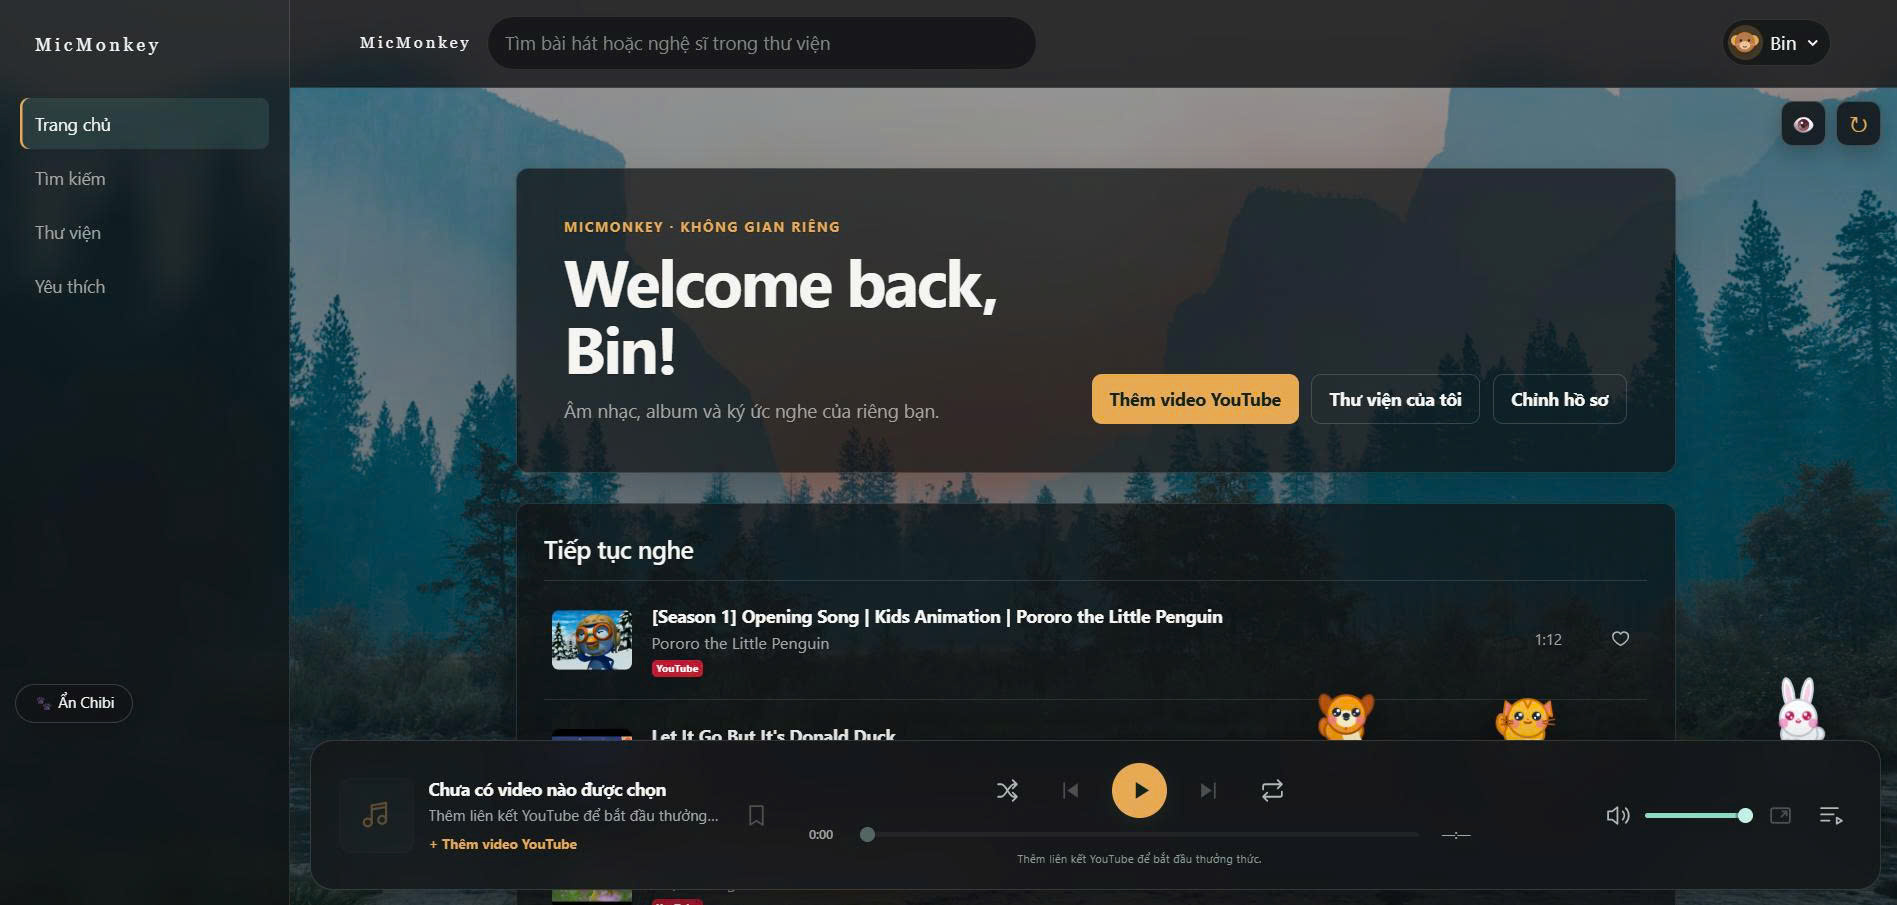 MicMonkey
Trang chủ
Tìm kiếm
Thư viện
Yêu thích
Ẩn Chibi
MicMonkey
Tìm bài hát hoặc nghệ sĩ trong thư viện
Bin
MICMONKEY · KHÔNG GIAN RIÊNG
Welcome back,
Bin!
Âm nhạc, album và ký ức nghe của riêng bạn.
Thêm video YouTube
Thư viện của tôi
Chỉnh hồ sơ
Tiếp tục nghe
[Season 1] Opening Song | Kids Animation | Pororo the Little Penguin
Pororo the Little Penguin
YouTube
1:12
Let It Go But It's Donald Duck
Chưa có video nào được chọn
Thêm liên kết YouTube để bắt đầu thưởng...
+ Thêm video YouTube
0:00
--:--
Thêm liên kết YouTube để bắt đầu thưởng thức.